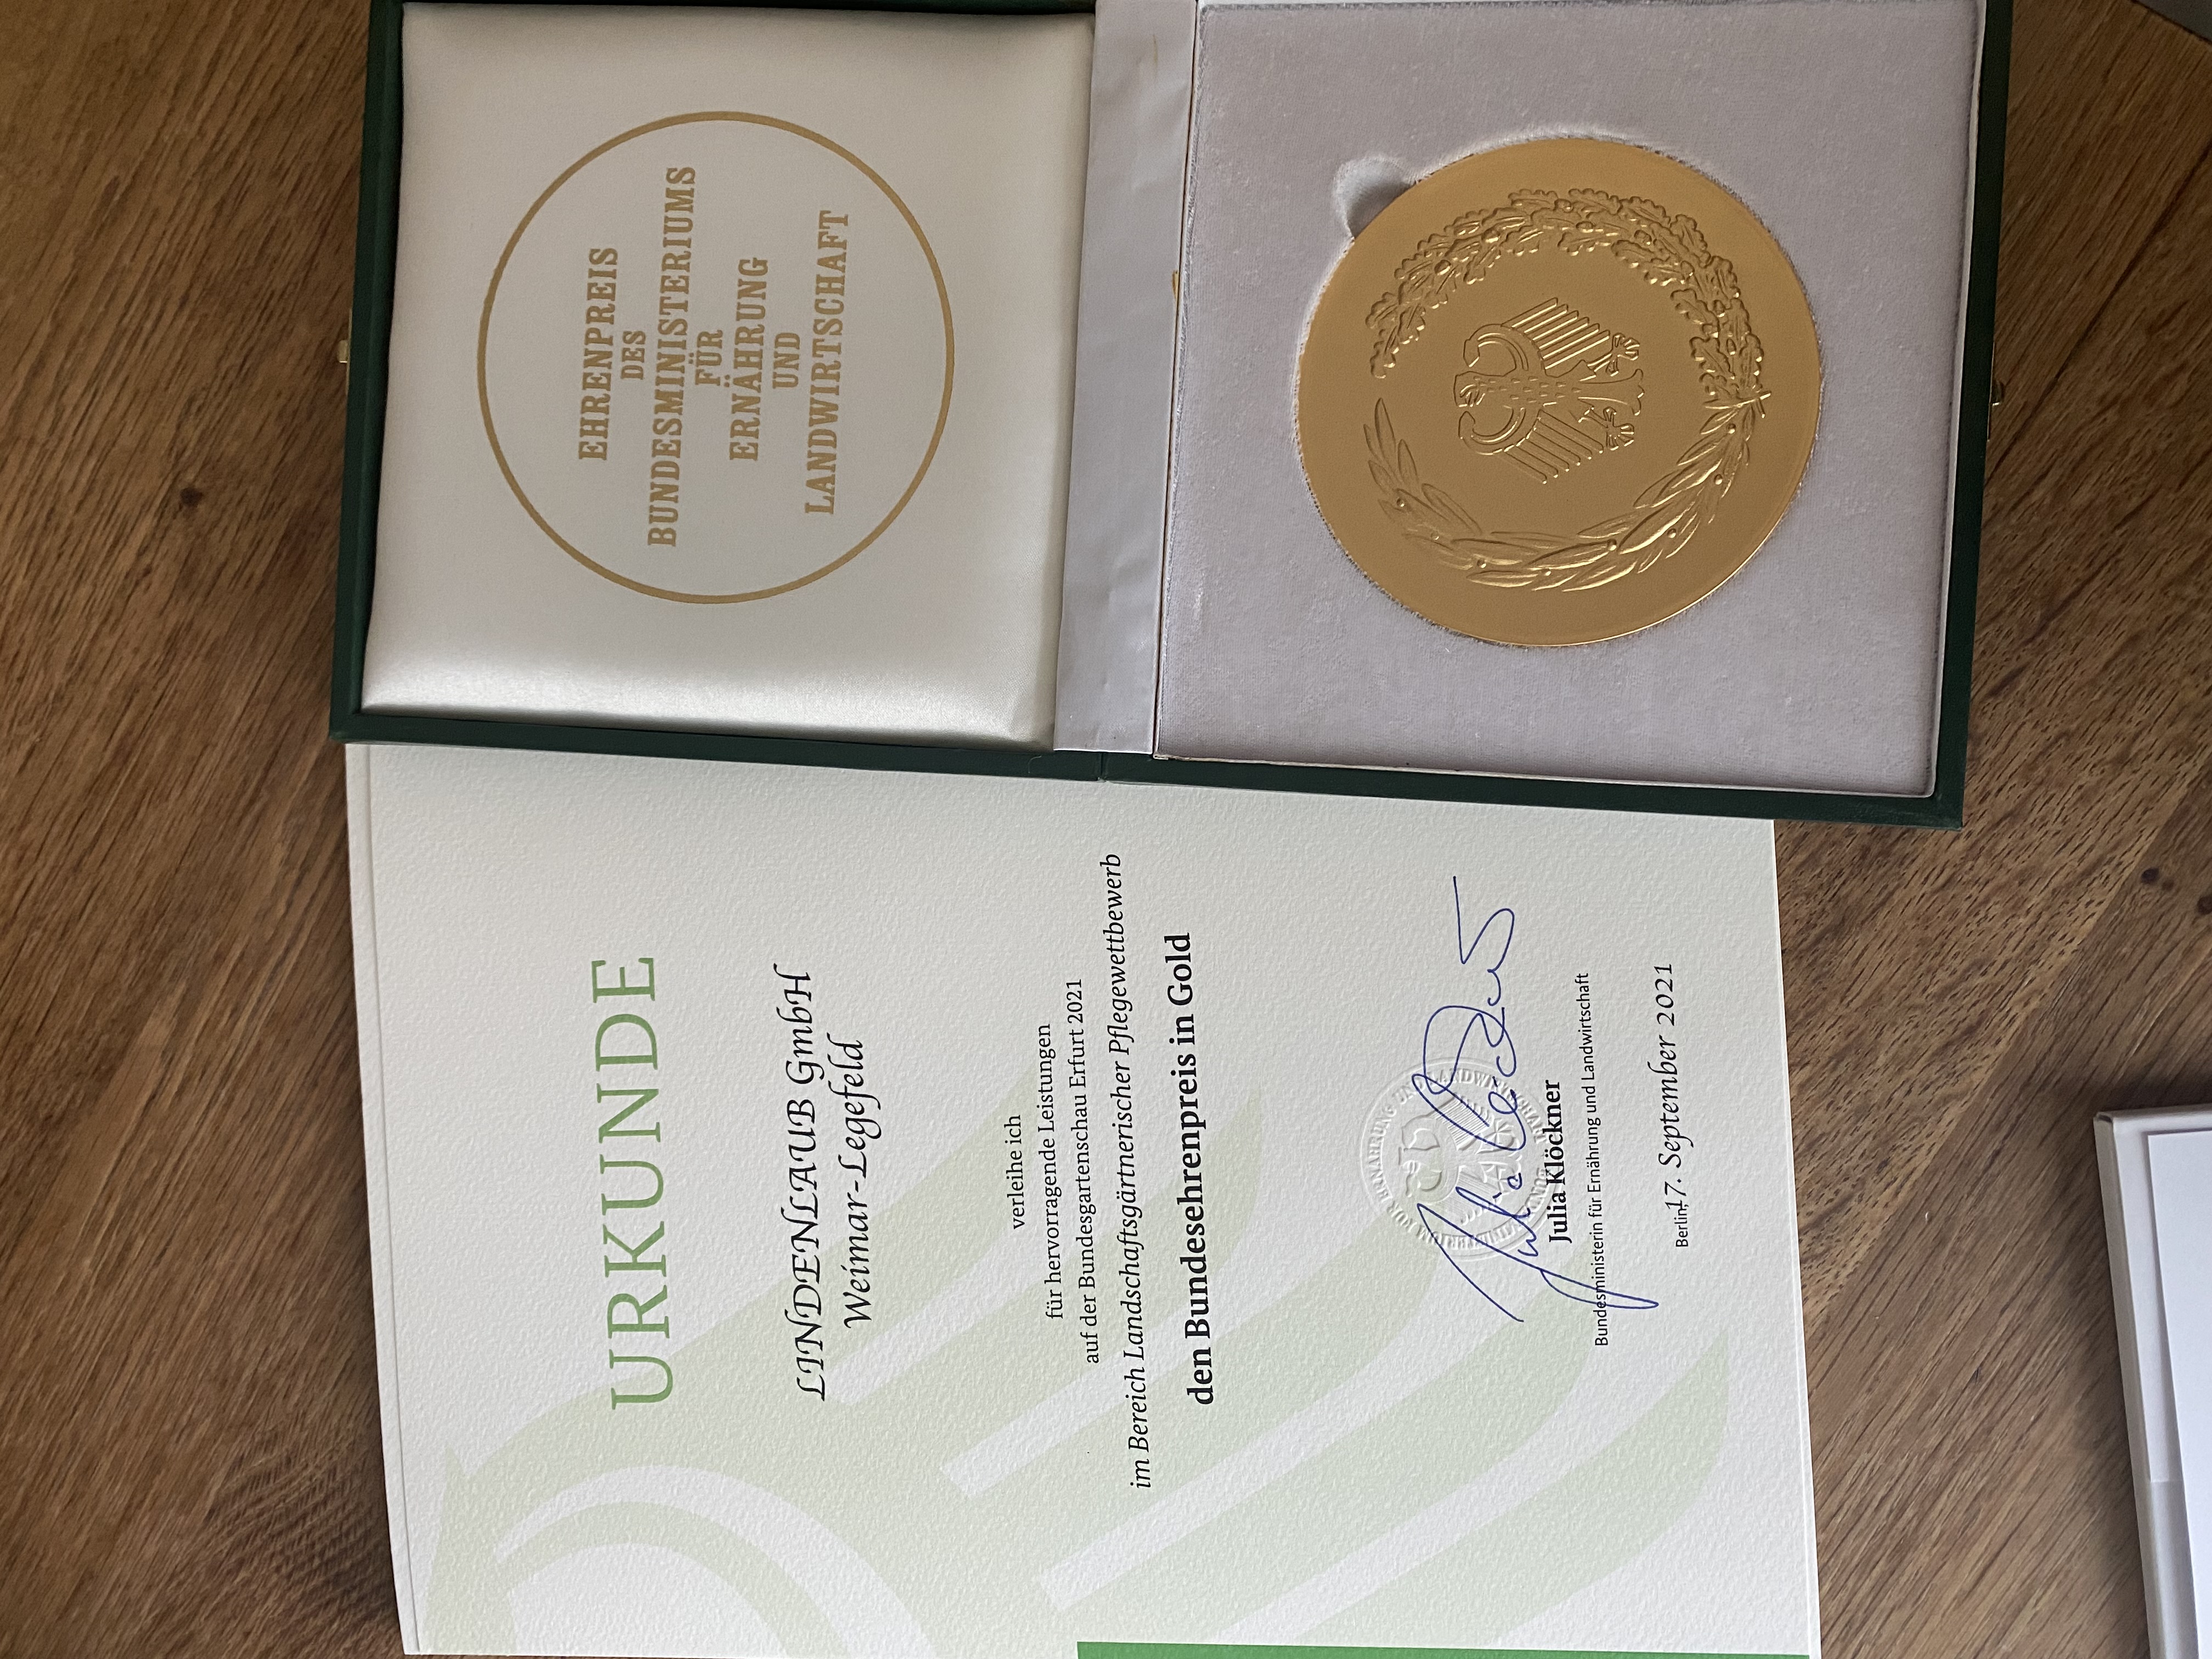 EHRENPREIS
DES
BUNDESMINISTERIUMS
FÜR
ERNÄHRUNG
UND
LANDWIRTSCHAFT
URKUNDE
LINDENLAUB GmbH
Weimar-Legefeld
verleihe ich
für hervorragende Leistungen
auf der Bundesgartenschau Erfurt 2021
im Bereich Landschaftsgärtnerischer Pflegewettbewerb
den Bundesehrenpreis in Gold
Julia Klöckner
Julia Klöckner
Bundesministerin für Ernährung und Landwirtschaft
Berlin, 17. September 2021